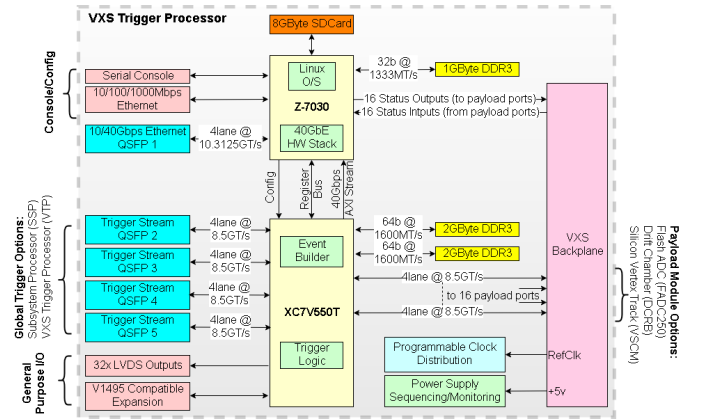 VXS Trigger Processor
8GByte SDCard
Console/Config
Serial Console
10/100/1000Mbps
Ethernet
10/40Gbps Ethernet
QSFP 1
4lane @
10.3125GT/s
Linux
O/S
Z-7030
40GbE
HW Stack
32b @
1333MT/s
1GByte DDR3
16 Status Outputs (to payload ports)
16 Status Intputs (from payload ports)
Config
Register
Bus
40Gbps
AXI Stream
Global Trigger Options:
Subsystem Processor (SSP)
VXS Trigger Processor (VTP)
Trigger Stream
QSFP 2
4lane @
8.5GT/s
Trigger Stream
QSFP 3
4lane @
8.5GT/s
Trigger Stream
QSFP 4
4lane @
8.5GT/s
Trigger Stream
QSFP 5
4lane @
8.5GT/s
Event
Builder
XC7V550T
Trigger
Logic
64b @
1600MT/s
2GByte DDR3
64b @
1600MT/s
2GByte DDR3
4lane @ 8.5GT/s
to 16 payload ports
4lane @ 8.5GT/s
VXS
Backplane
Payload Module Options:
Flash ADC (FADC250)
Drift Chamber (DCRB)
Silicon Vertex Track (VSCM)
General
Purpose I/O
32x LVDS Outputs
V1495 Compatible
Expansion
Programmable Clock
Distribution
RefClk
Power Supply
Sequencing/Monitoring
+5v